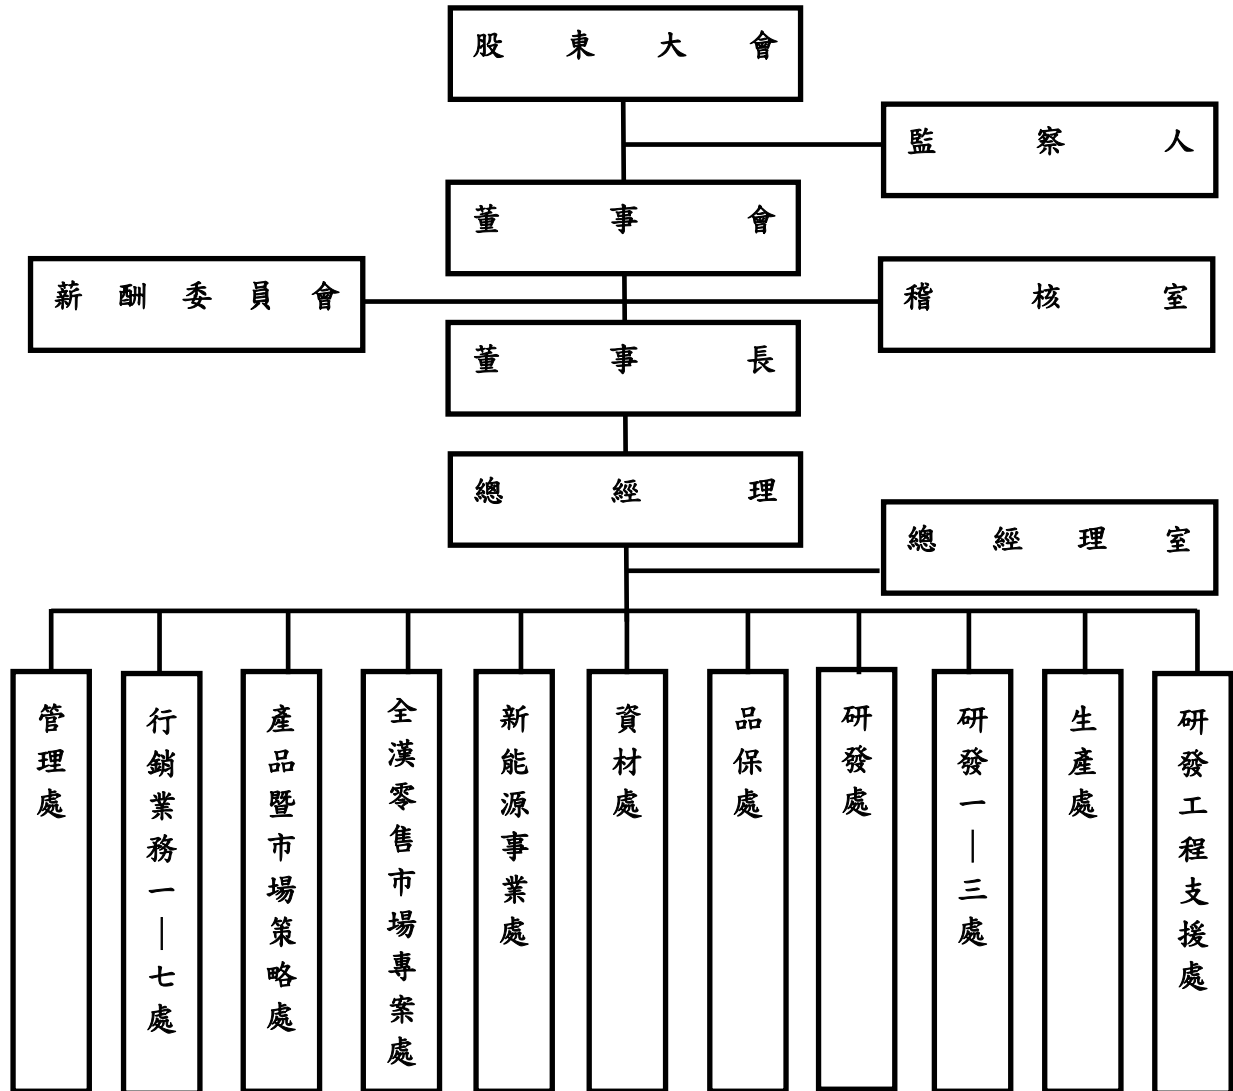 股東大會
監察人
董事會
薪酬委員會
稽核室
董事長
總經理
總經理室
管理處
行銷業務一|七處
產品暨市場策略處
全漢零售市場專案處
新能源事業處
資材處
品保處
研發處
研發一|三處
生產處
研發工程支援處